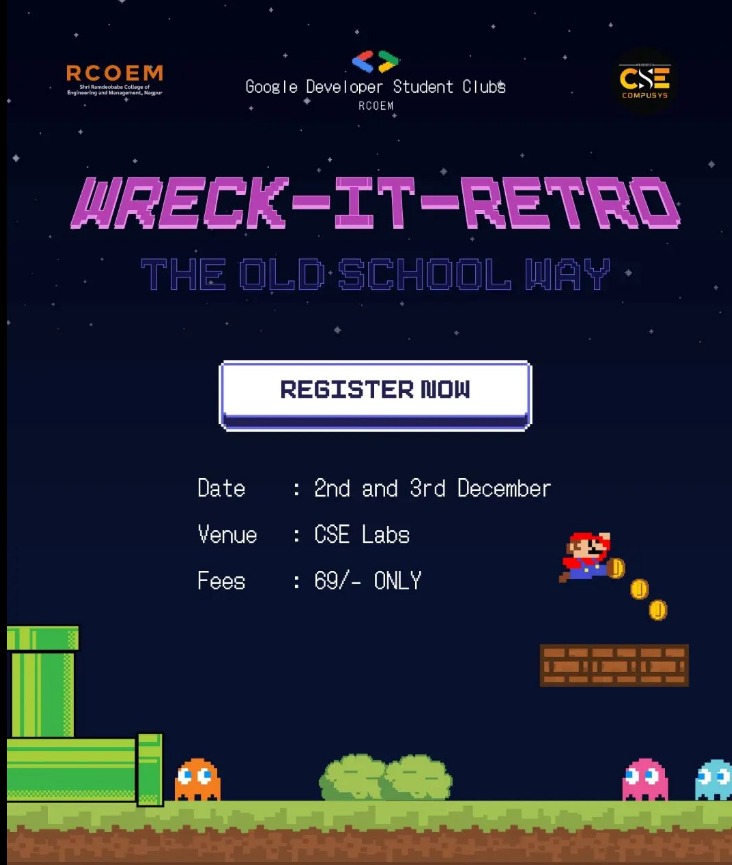 RCOEM
Shri Ramdeobaba College of
Engineering and Management, Nagpur
Google Developer Student Clubs
RCOEM
CSE
COMPUSYS
WRECK-IT-RETRO
THE OLD SCHOOL WAY
REGISTER NOW
Date : 2nd and 3rd December
Venue : CSE Labs
Fees : 69/- ONLY